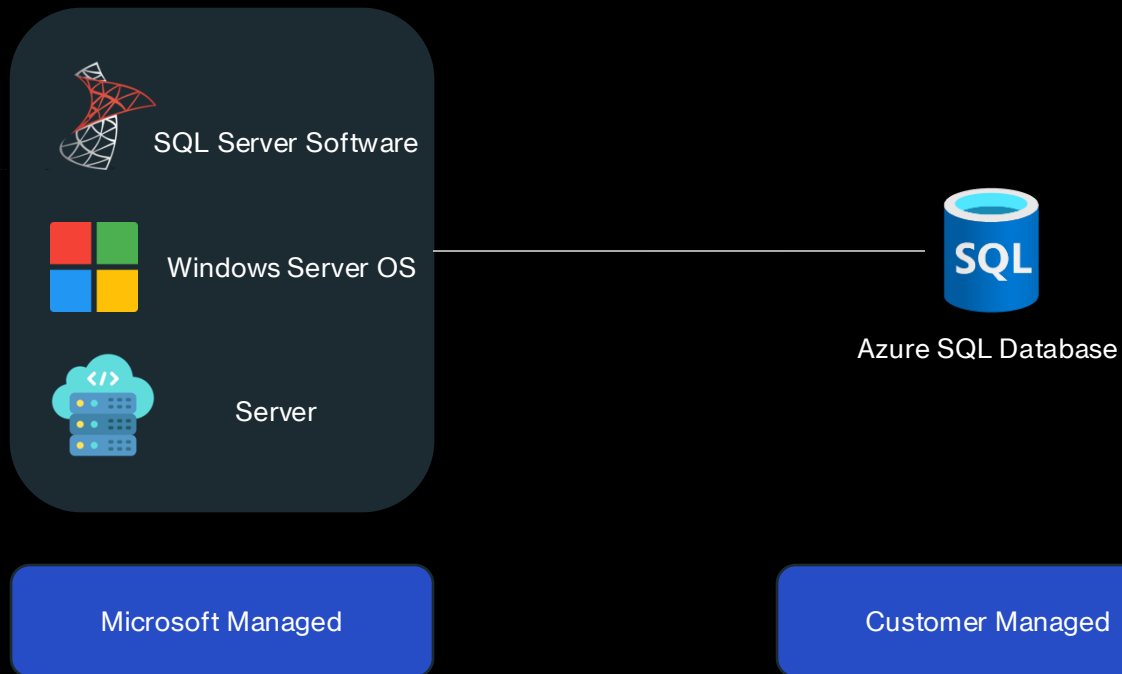 SQL Server Software
Windows Server OS
Server
SQL
Azure SQL Database
Microsoft Managed
Customer Managed